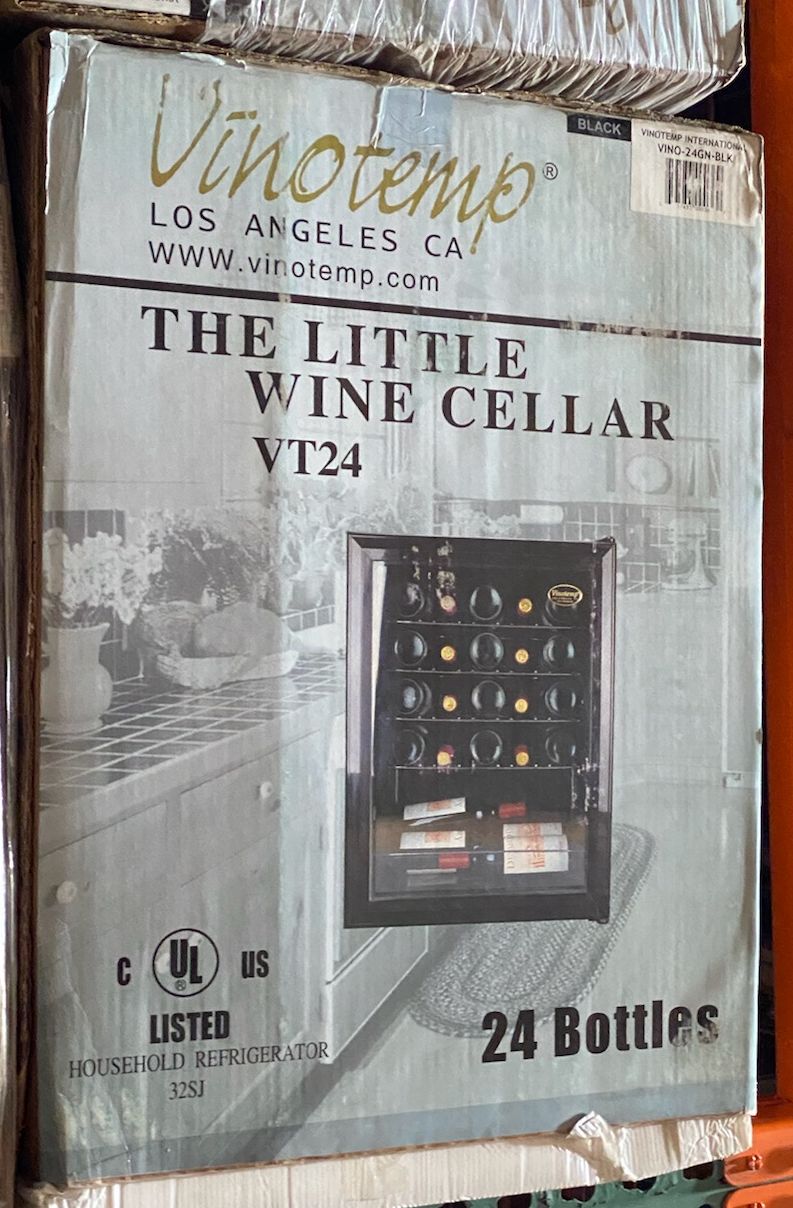 Vinotemp®
LOS ANGELES CA
WWW.vinotemp.com
BLACK
VINOTEMP INTERNATIONAL
VINO-24GN-BLK
THE LITTLE
WINE CELLAR
VT24
Vinotemp
C UL® US
LISTED
HOUSEHOLD REFRIGERATOR
32SJ
24 Bottles